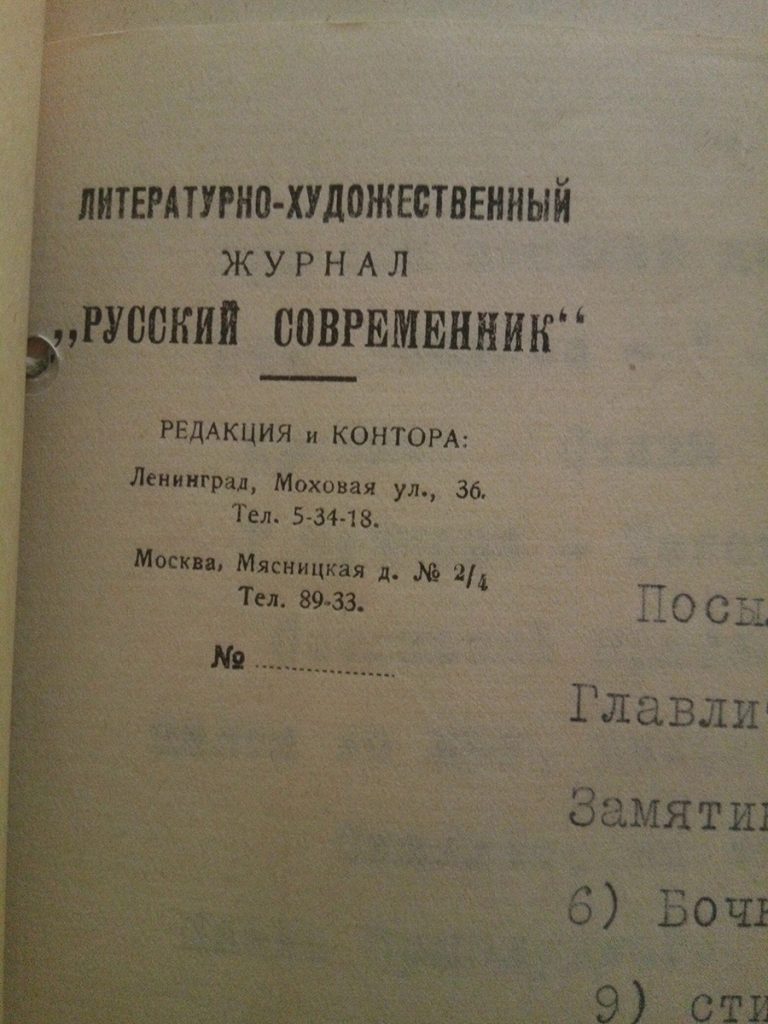 ЛИТЕРАТУРНО-ХУДОЖЕСТВЕННЫЙ
ЖУРНАЛ
„РУССКИЙ СОВРЕМЕННИК“
РЕДАКЦИЯ и КОНТОРА:
Ленинград, Моховая ул., 36.
Тел. 5-34-18.
Москва, Мясницкая д. № 2/4
Тел. 89-33.
№ ....................
Посы
Главли
Замяти
6) Боч
9) сти